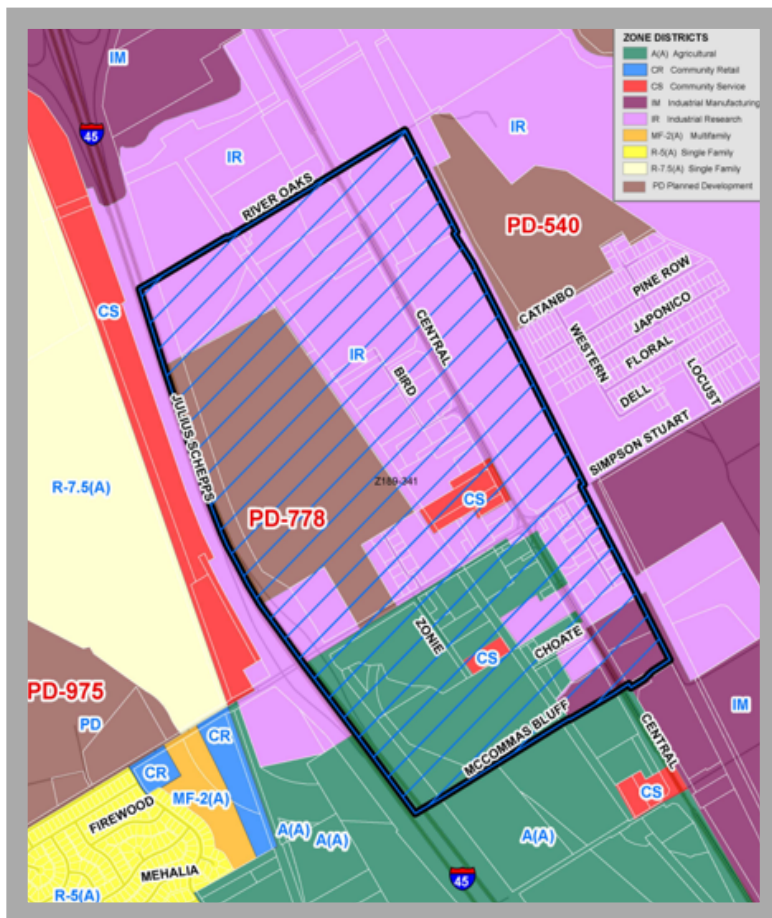 ZONE DISTRICTS
A(A) Agricultural
CR Community Retail
CS Community Service
IM Industrial Manufacturing
IR Industrial Research
MF-2(A) Multifamily
R-5(A) Single Family
R-7.5(A) Single Family
PD Planned Development
IM
45
IR
IR
RIVER OAKS
PD-540
PINE ROW
CATANBO
JAPONICO
WESTERN
FLORAL
CS
CENTRAL
IR
BIRD
DELL
LOCUST
JULIUS SCHEPPS
SIMPSON STUART
R-7.5(A)
Z189-341
CS
PD-778
ZONIE
CHOATE
CS
PD-975
PD
IM
MCCOMMAS BLUFF
CENTRAL
CR
CR
CS
FIREWOOD
MF-2(A)
A(A)
A(A)
A(A)
MEHALIA
45
R-5(A)